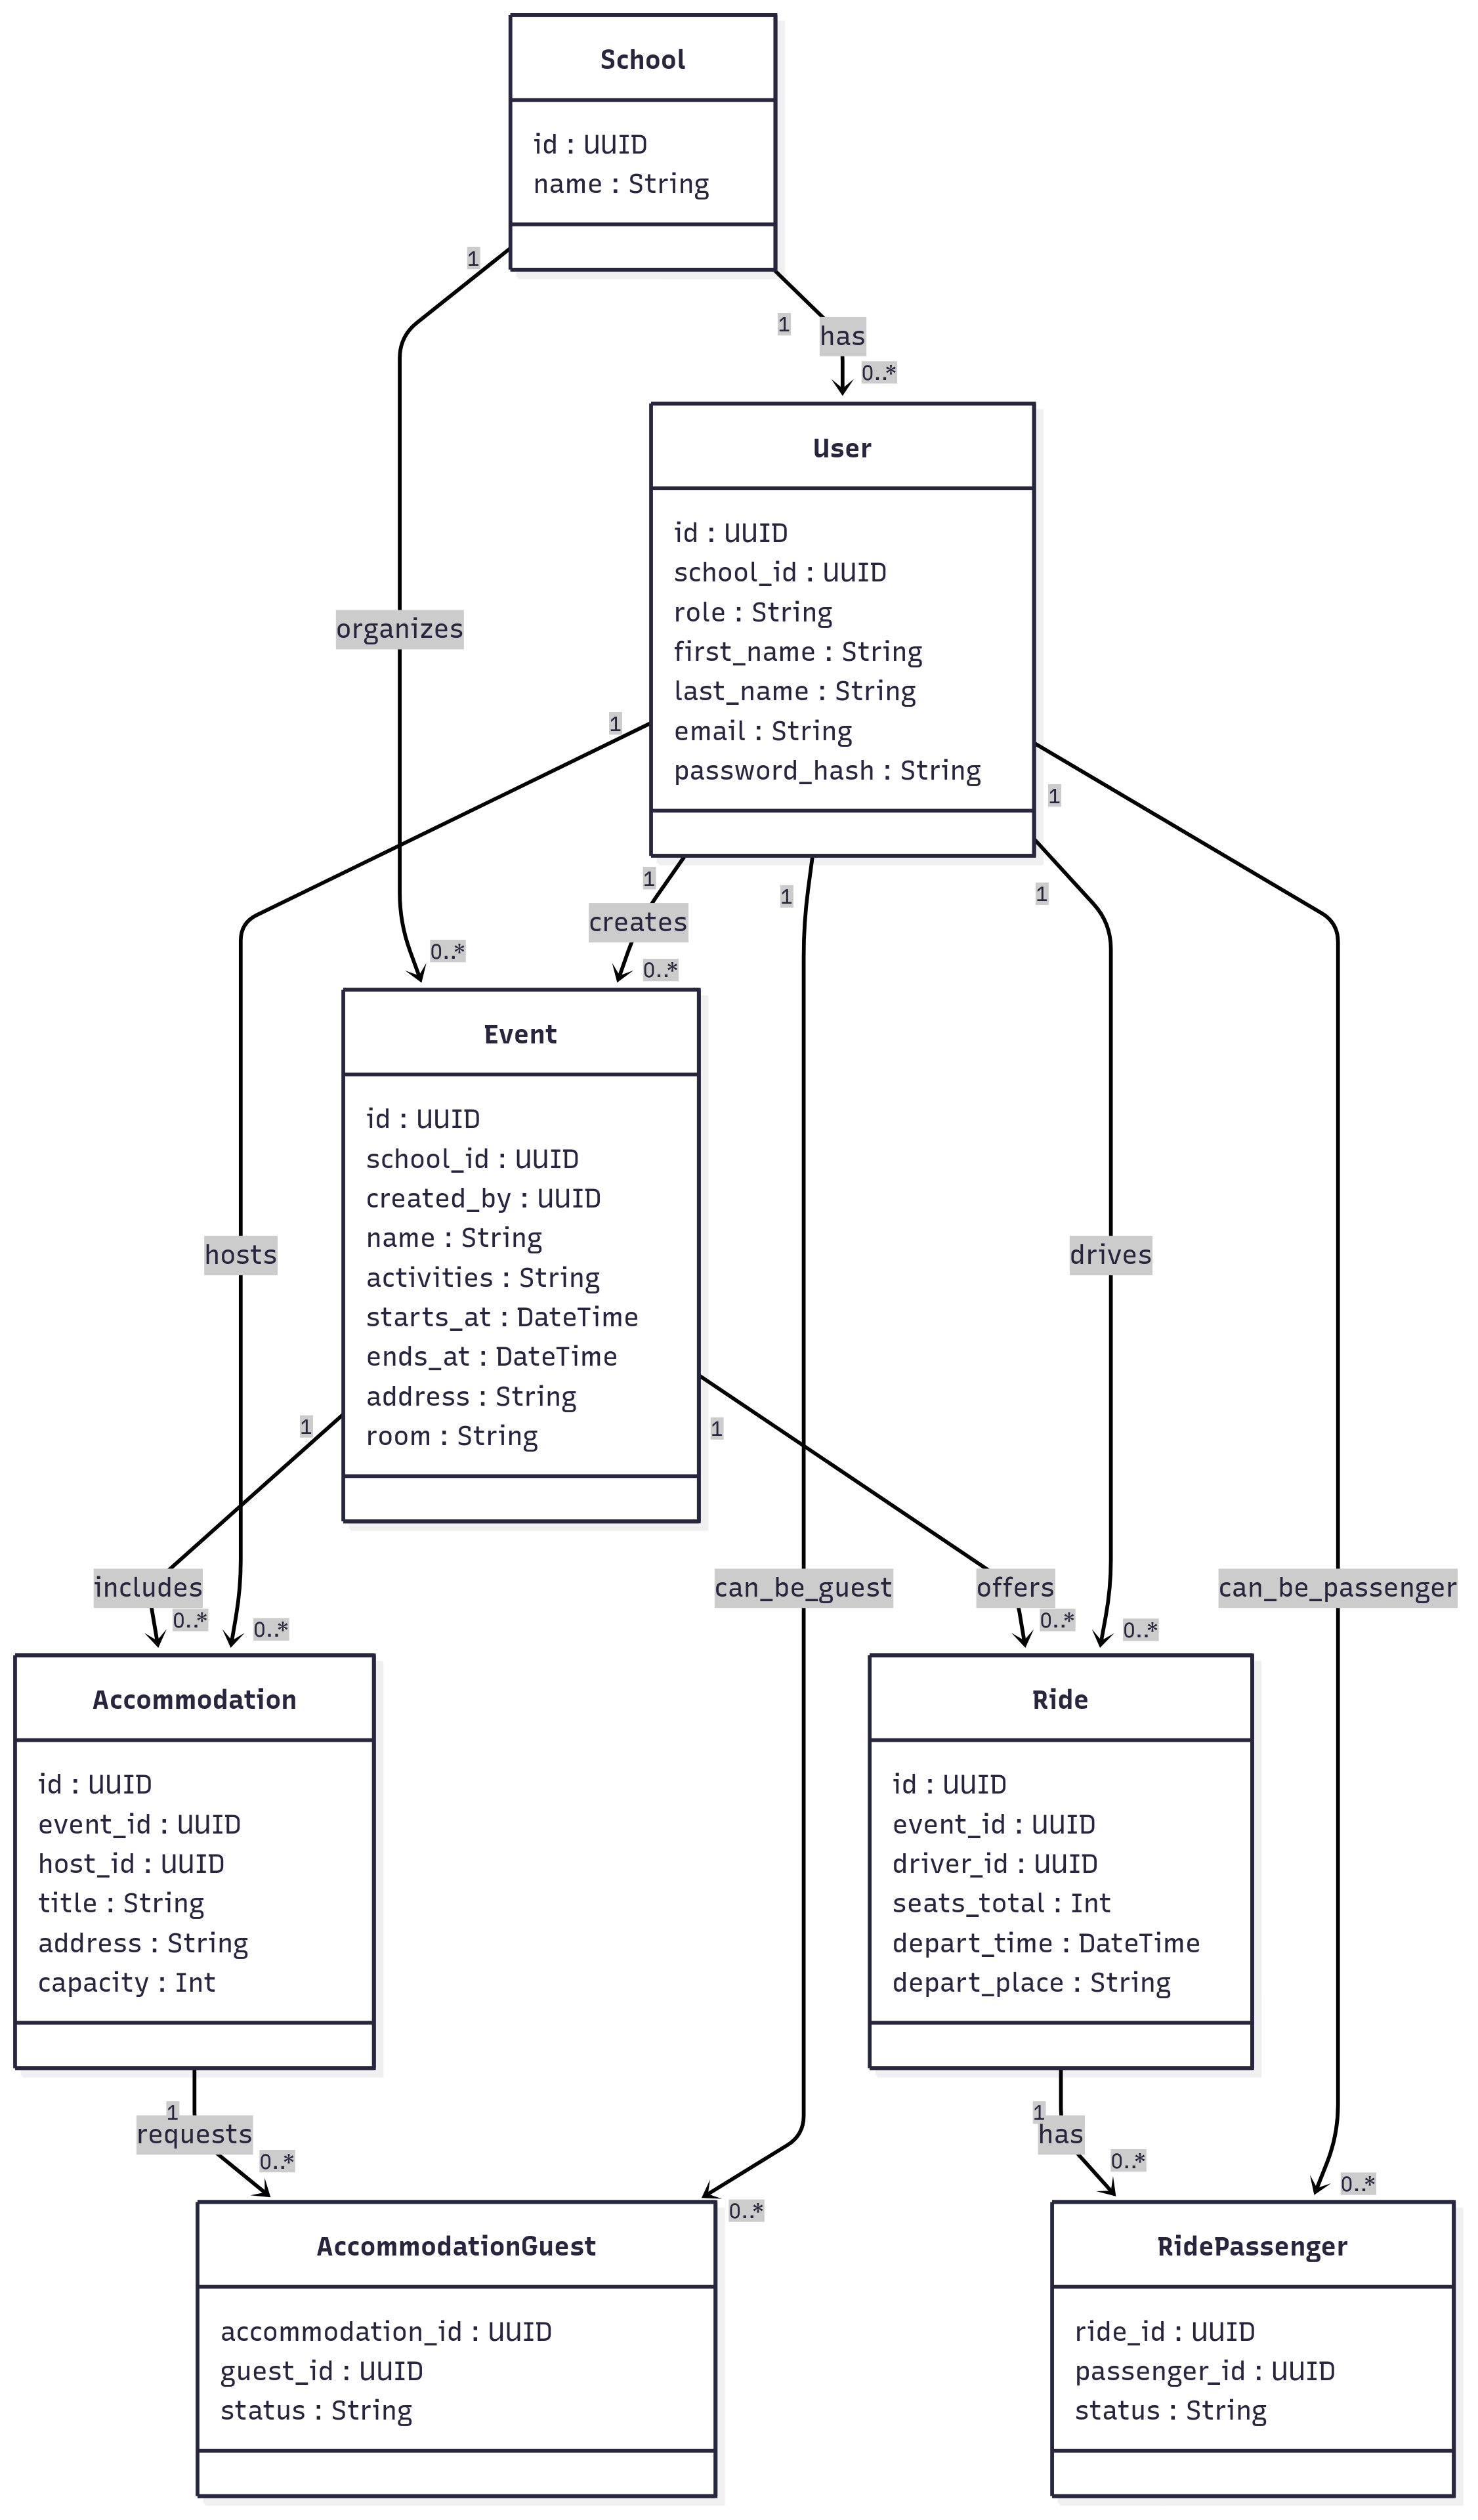 School
id : UUID
name : String
1
1
has
0..*
User
id : UUID
school_id : UUID
role : String
first_name : String
last_name : String
email : String
password_hash : String
organizes
1
1
1
1
1
creates
0..*
0..*
Event
id : UUID
school_id : UUID
created_by : UUID
name : String
activities : String
starts_at : DateTime
ends_at : DateTime
address : String
room : String
hosts
drives
1
1
includes
0..*
0..*
can_be_guest
offers
0..*
0..*
can_be_passenger
Accommodation
id : UUID
event_id : UUID
host_id : UUID
title : String
address : String
capacity : Int
Ride
id : UUID
event_id : UUID
driver_id : UUID
seats_total : Int
depart_time : DateTime
depart_place : String
1
requests
0..*
0..*
1
has
0..*
0..*
AccommodationGuest
accommodation_id : UUID
guest_id : UUID
status : String
RidePassenger
ride_id : UUID
passenger_id : UUID
status : String